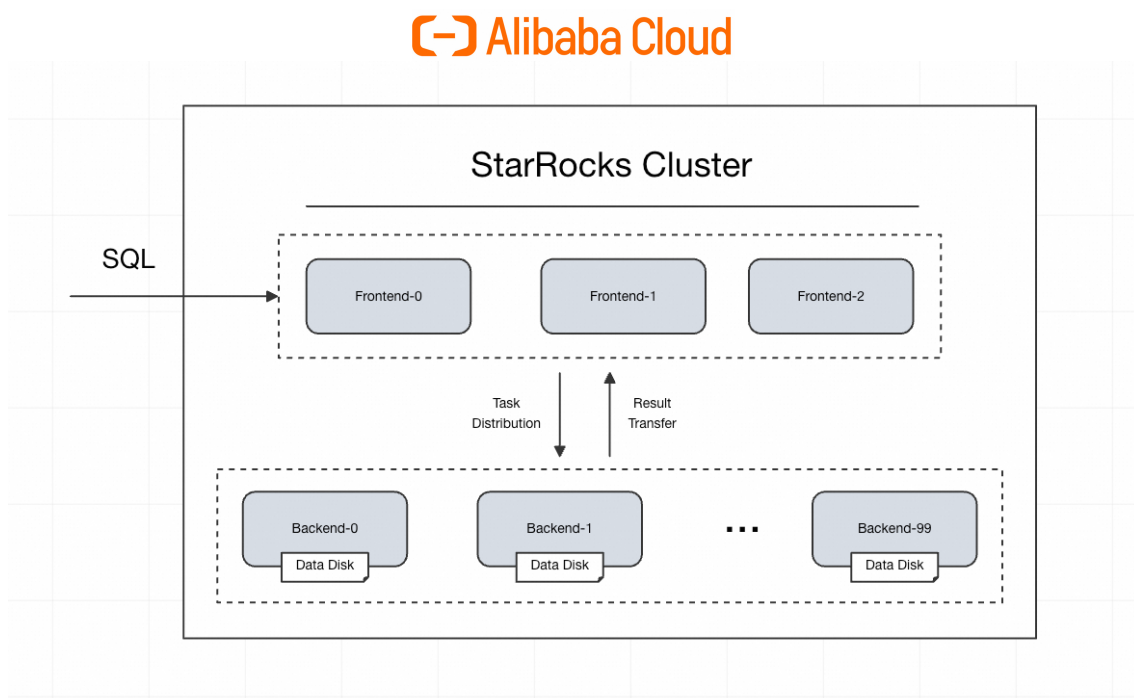 Alibaba Cloud
StarRocks Cluster
SQL
Frontend-0
Frontend-1
Frontend-2
Task
Distribution
Result
Transfer
Backend-0
Data Disk
Backend-1
Data Disk
...
Backend-99
Data Disk